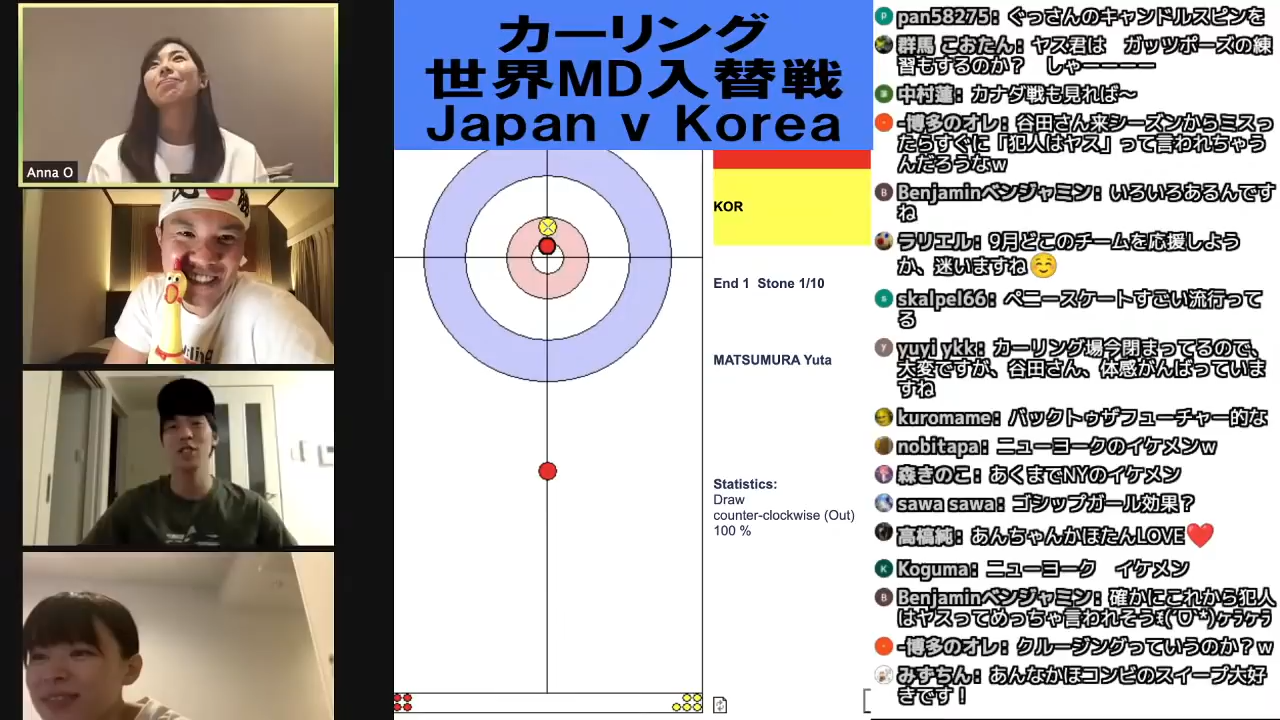 カーリング
世界MD入替戦
Japan v Korea
Anna O
KOR
End 1 Stone 1/10
MATSUMURA Yuta
Statistics:
Draw
counter-clockwise (Out)
100 %
pan58275: ぐっさんのキャンドルスピンを
群馬 こおたん: ヤス君は　ガッツポーズの練
習もするのか？　しゃーーーー
中村蓮: カナダ戦も見れば～
-博多のオレ: 谷田さん来シーズンからミスっ
たらすぐに「犯人はヤス」って言われちゃう
んだろうなw
Benjaminベンジャミン: いろいろあるんです
ね
ラリエル: 9月どこのチームを応援しよう
か、迷いますね☺️
skalpel66: ペニースケートすごい流行って
る
yuyi ykk: カーリング場今閉まってるので、
大変ですが、谷田さん、体感がんばっていま
すね
kuromame: バックトゥザフューチャー的な
nobitapa: ニューヨークのイケメンw
森きのこ: あくまでNYのイケメン
sawa sawa: ゴシップガール効果？
高槁純: あんちゃんかほたんLOVE❤️
Koguma: ニューヨーク　イケメン
Benjaminベンジャミン: 確かにこれから犯人
はヤスってめっちゃ言われそう
-博多のオレ: クルージングっていうのか？w
みずちん: あんなかほコンビのスイープ大好
きです！